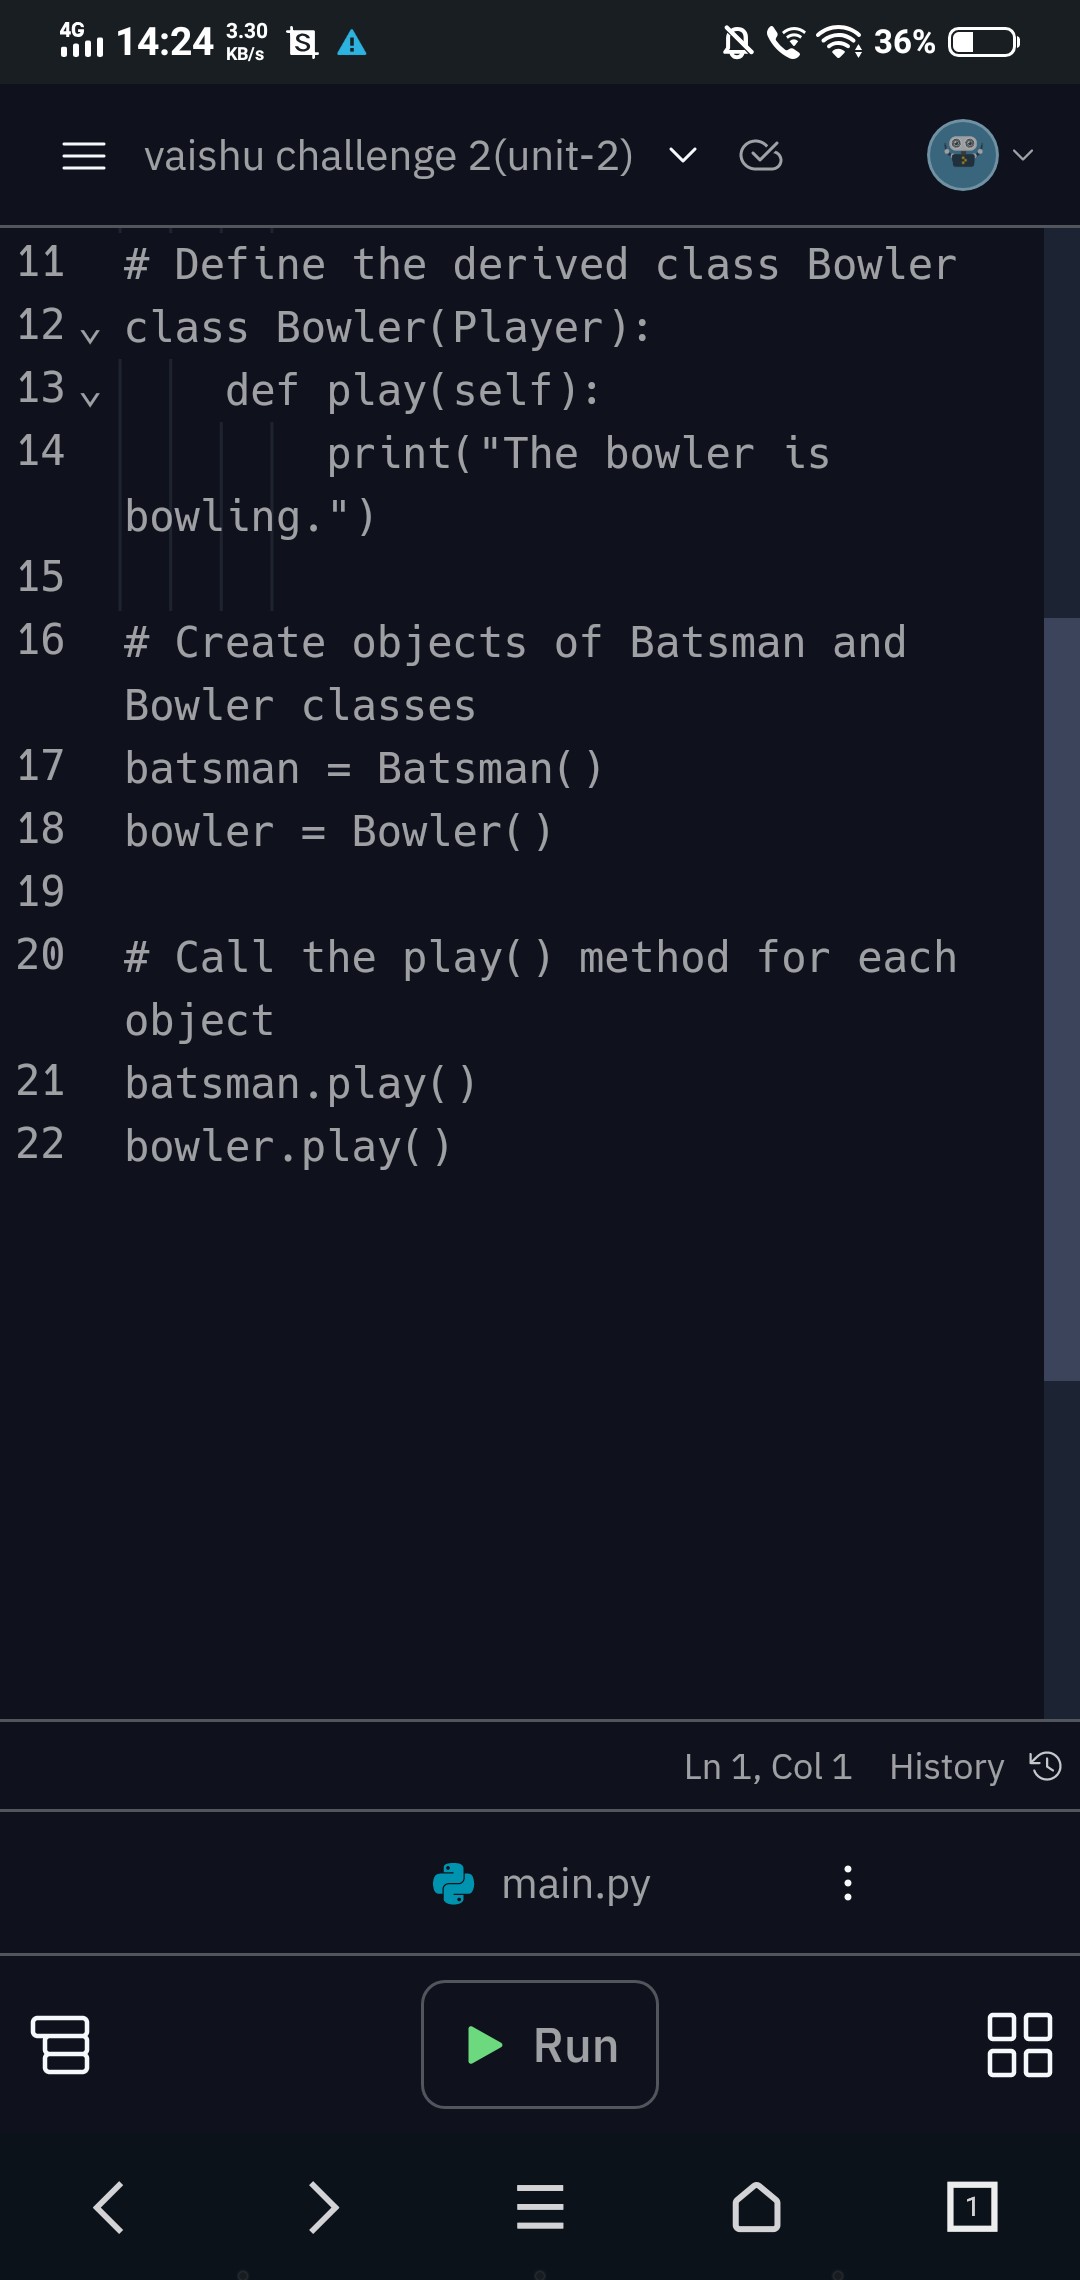 4G 14:24 3.30 KB/s S 36%
vaishu challenge 2(unit-2)
11 # Define the derived class Bowler
12 class Bowler(Player):
13     def play(self):
14         print("The bowler is
bowling.")
15
16 # Create objects of Batsman and
Bowler classes
17 batsman = Batsman()
18 bowler = Bowler()
19
20 # Call the play() method for each
object
21 batsman.play()
22 bowler.play()
Ln 1, Col 1 History
main.py
Run
1